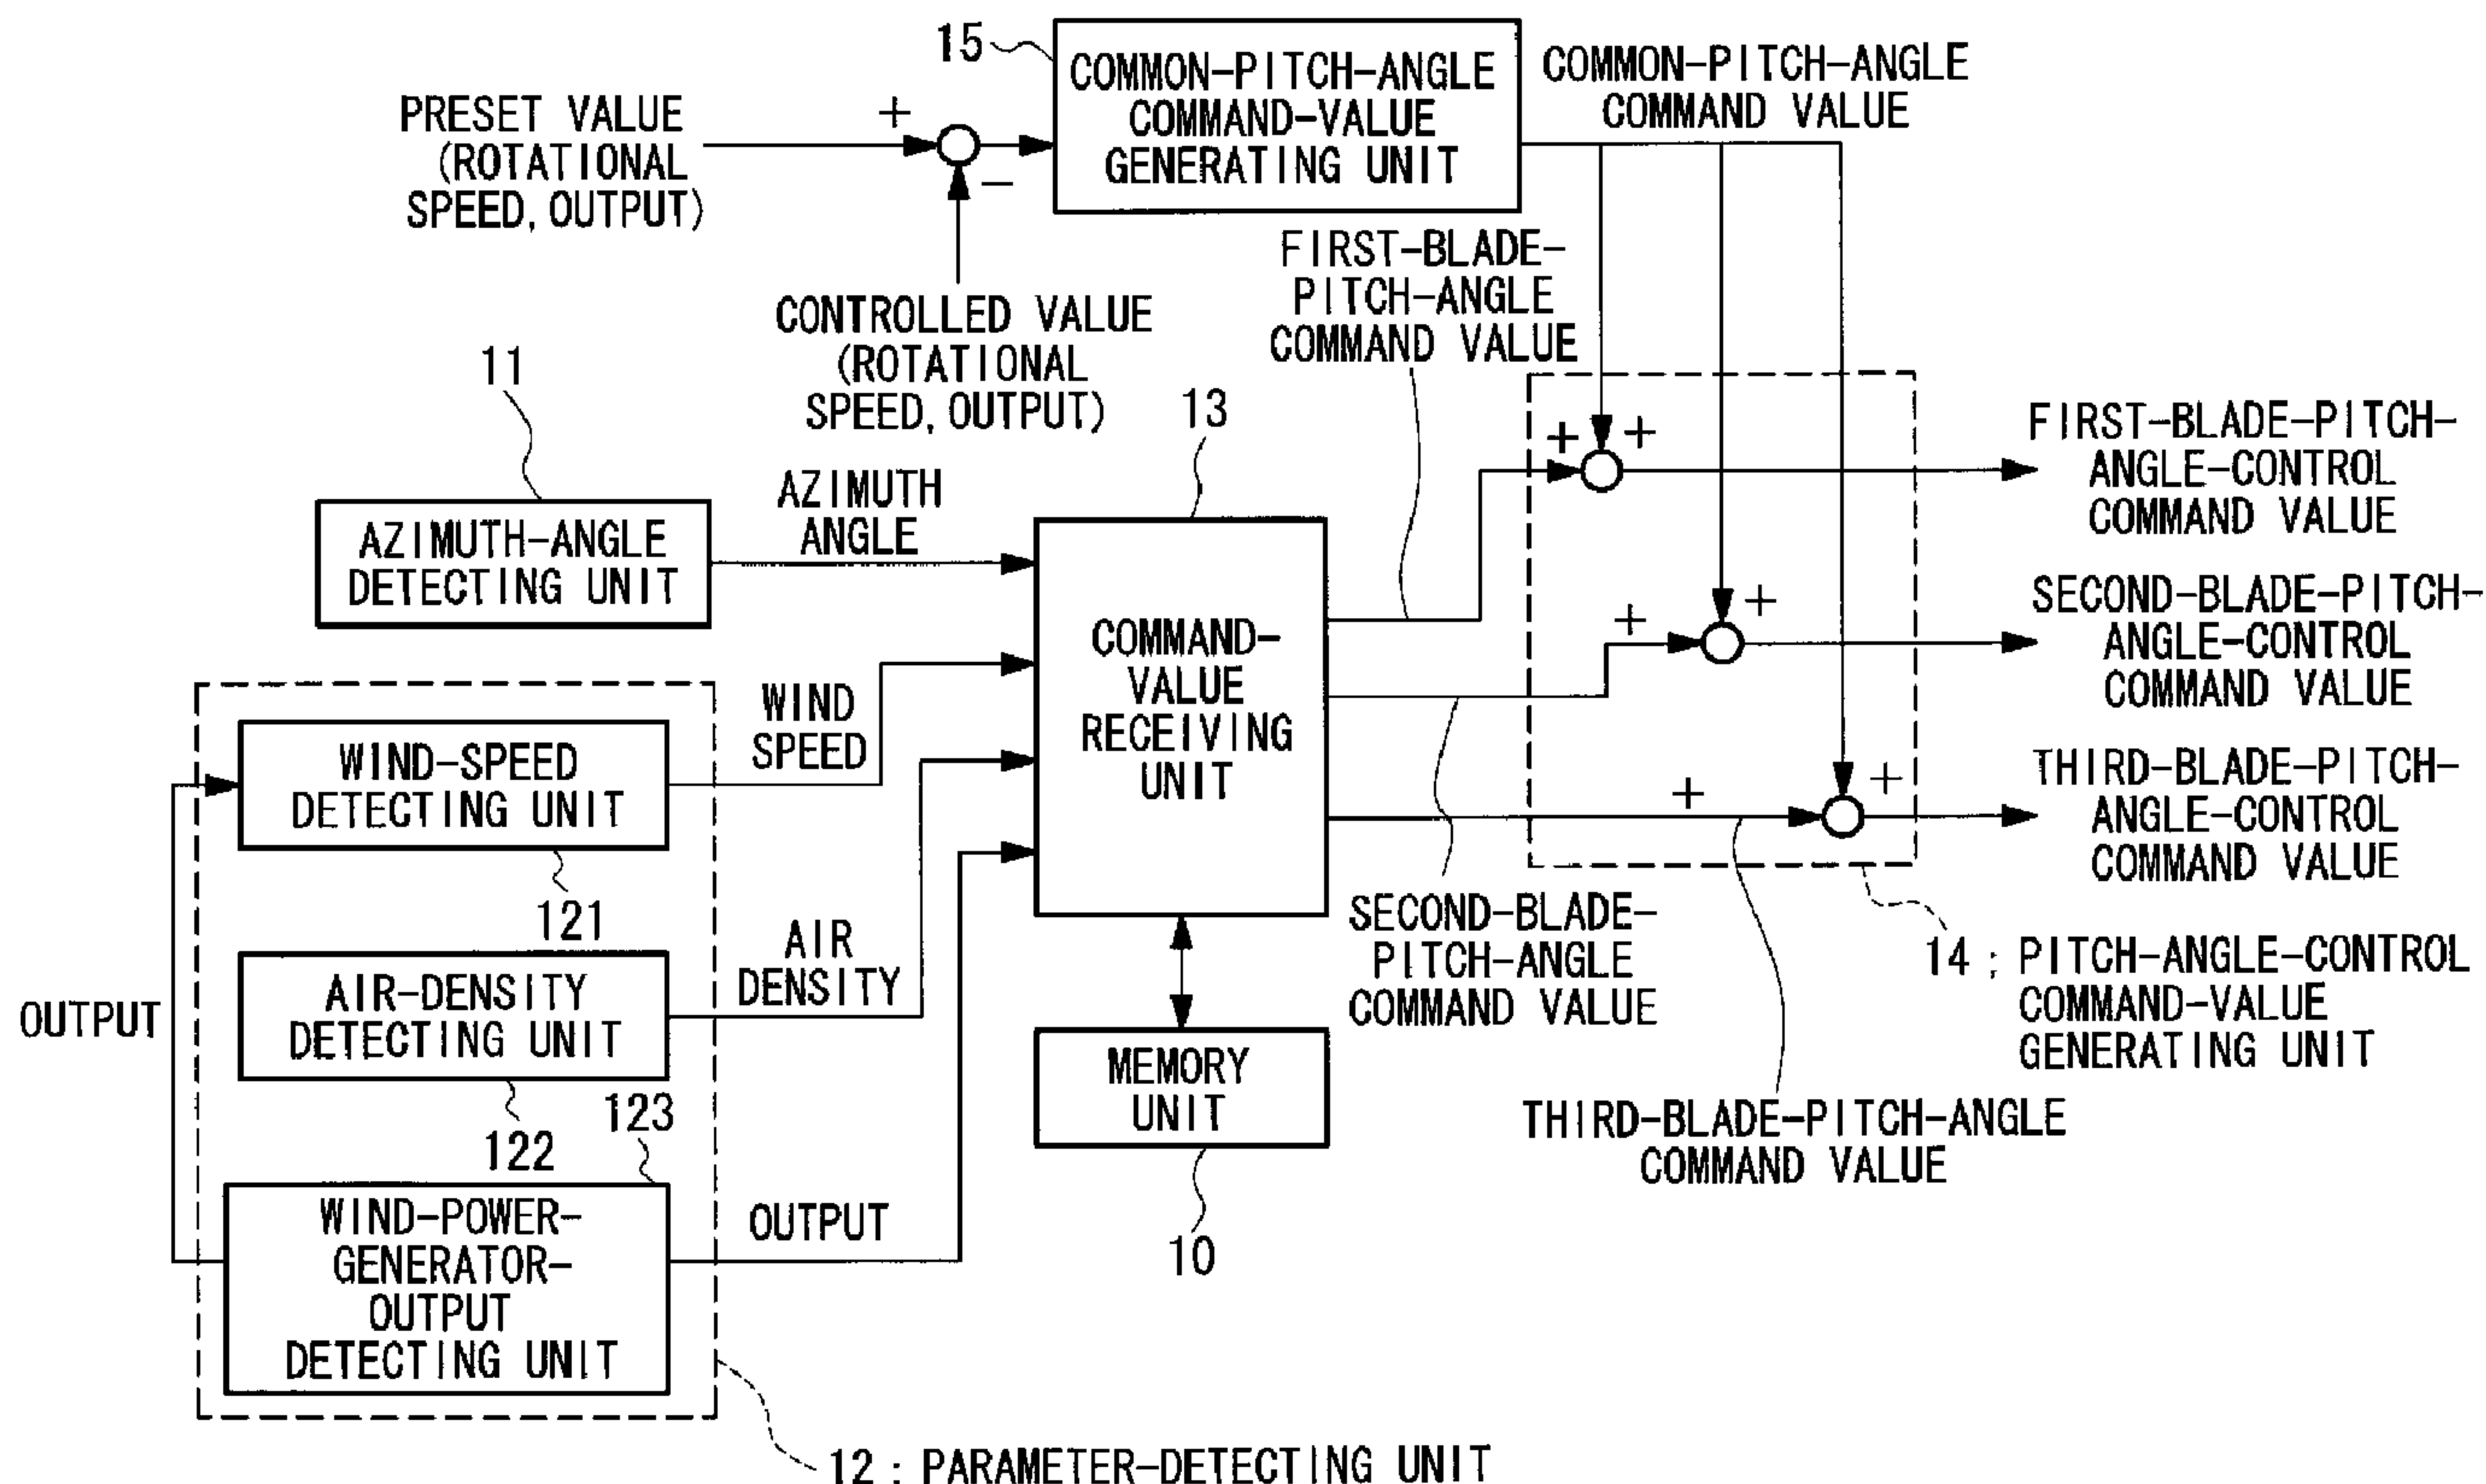 15
COMMON-PITCH-ANGLE
COMMAND-VALUE
GENERATING UNIT
COMMON-PITCH-ANGLE
COMMAND VALUE
PRESET VALUE
(ROTATIONAL
SPEED, OUTPUT)
+
−
CONTROLLED VALUE
(ROTATIONAL
SPEED, OUTPUT)
FIRST-BLADE-
PITCH-ANGLE
COMMAND VALUE
11
AZIMUTH-ANGLE
DETECTING UNIT
AZIMUTH
ANGLE
13
COMMAND-
VALUE
RECEIVING
UNIT
+
+
FIRST-BLADE-PITCH-
ANGLE-CONTROL
COMMAND VALUE
+
+
SECOND-BLADE-PITCH-
ANGLE-CONTROL
COMMAND VALUE
+
+
THIRD-BLADE-PITCH-
ANGLE-CONTROL
COMMAND VALUE
WIND-SPEED
DETECTING UNIT
121
WIND
SPEED
AIR-DENSITY
DETECTING UNIT
122
AIR
DENSITY
OUTPUT
123
WIND-POWER-
GENERATOR-
OUTPUT
DETECTING UNIT
OUTPUT
MEMORY
UNIT
10
SECOND-BLADE-
PITCH-ANGLE
COMMAND VALUE
THIRD-BLADE-PITCH-ANGLE
COMMAND VALUE
14 : PITCH-ANGLE-CONTROL
COMMAND-VALUE
GENERATING UNIT
12 : PARAMETER-DETECTING UNIT